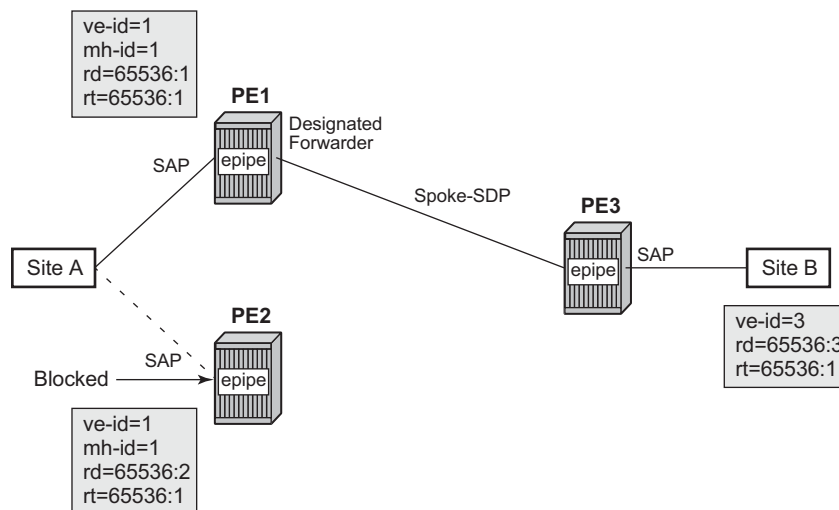 ve-id=1
mh-id=1
rd=65536:1
rt=65536:1
PE1
Designated
Forwarder
epipe
SAP
Spoke-SDP
PE3
Site A
epipe
SAP
Site B
PE2
SAP
epipe
Blocked
ve-id=3
rd=65536:3
rt=65536:1
ve-id=1
mh-id=1
rd=65536:2
rt=65536:1